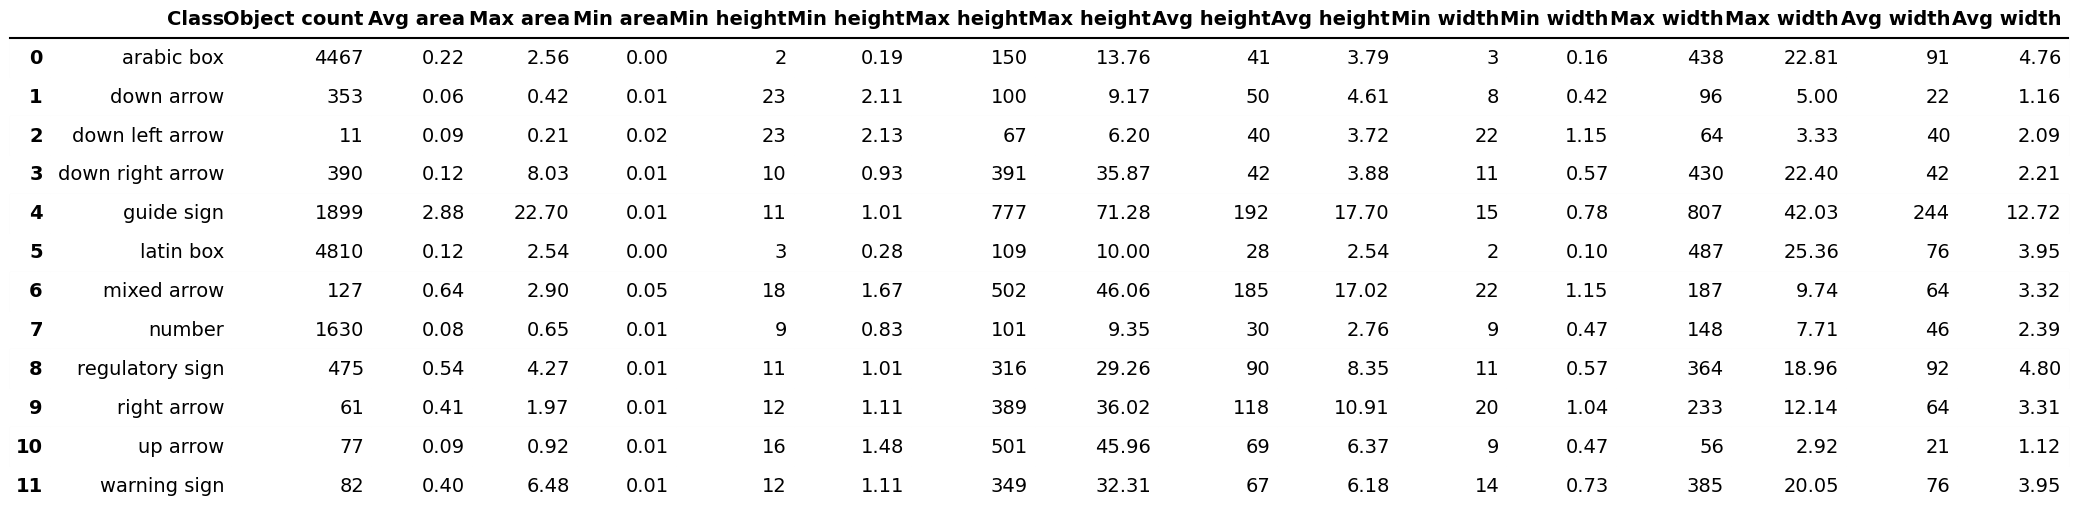 Class Object count Avg area Max area Min area Min height Min height Max height Max height Avg height Avg height Min width Min width Max width Max width Avg width Avg width
0 arabic box 4467 0.22 2.56 0.00 2 0.19 150 13.76 41 3.79 3 0.16 438 22.81 91 4.76
1 down arrow 353 0.06 0.42 0.01 23 2.11 100 9.17 50 4.61 8 0.42 96 5.00 22 1.16
2 down left arrow 11 0.09 0.21 0.02 23 2.13 67 6.20 40 3.72 22 1.15 64 3.33 40 2.09
3 down right arrow 390 0.12 8.03 0.01 10 0.93 391 35.87 42 3.88 11 0.57 430 22.40 42 2.21
4 guide sign 1899 2.88 22.70 0.01 11 1.01 777 71.28 192 17.70 15 0.78 807 42.03 244 12.72
5 latin box 4810 0.12 2.54 0.00 3 0.28 109 10.00 28 2.54 2 0.10 487 25.36 76 3.95
6 mixed arrow 127 0.64 2.90 0.05 18 1.67 502 46.06 185 17.02 22 1.15 187 9.74 64 3.32
7 number 1630 0.08 0.65 0.01 9 0.83 101 9.35 30 2.76 9 0.47 148 7.71 46 2.39
8 regulatory sign 475 0.54 4.27 0.01 11 1.01 316 29.26 90 8.35 11 0.57 364 18.96 92 4.80
9 right arrow 61 0.41 1.97 0.01 12 1.11 389 36.02 118 10.91 20 1.04 233 12.14 64 3.31
10 up arrow 77 0.09 0.92 0.01 16 1.48 501 45.96 69 6.37 9 0.47 56 2.92 21 1.12
11 warning sign 82 0.40 6.48 0.01 12 1.11 349 32.31 67 6.18 14 0.73 385 20.05 76 3.95